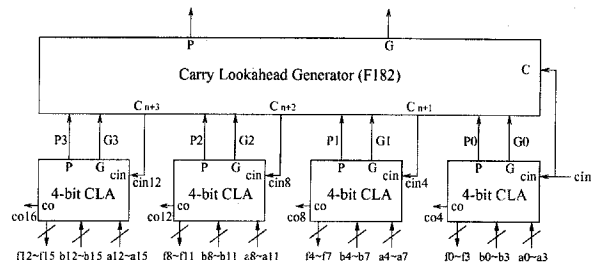 P G
Carry Lookahead Generator (F182) C
C n+3 C n+2 C n+1
P3 G3 P2 G2 P1 G1 P0 G0
P G cin cin12 P G cin cin8 P G cin cin4 P G cin cin
4-bit CLA 4-bit CLA 4-bit CLA 4-bit CLA
co16 co co12 co co8 co co4 co
f12~f15 b12~b15 a12~a15 f8~f11 b8~b11 a8~a11 f4~f7 b4~b7 a4~a7 f0~f3 b0~b3 a0~a3